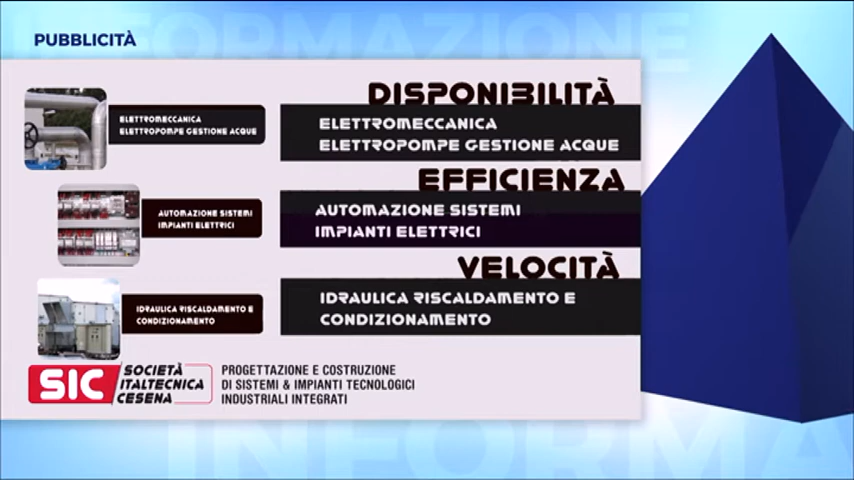 INFORMAZIONE
PUBBLICITÀ
DISPONIBILITÀ
ELETTROMECCANICA
ELETTROPOMPE GESTIONE ACQUE
ELETTROMECCANICA
ELETTROPOMPE GESTIONE ACQUE
EFFICIENZA
AUTOMAZIONE SISTEMI
IMPIANTI ELETTRICI
AUTOMAZIONE SISTEMI
IMPIANTI ELETTRICI
VELOCITÀ
IDRAULICA RISCALDAMENTO E
CONDIZIONAMENTO
IDRAULICA RISCALDAMENTO E
CONDIZIONAMENTO
SIC
SOCIETÀ
ITALTECNICA
CESENA
PROGETTAZIONE E COSTRUZIONE
DI SISTEMI & IMPIANTI TECNOLOGICI
INDUSTRIALI INTEGRATI
INFORMA